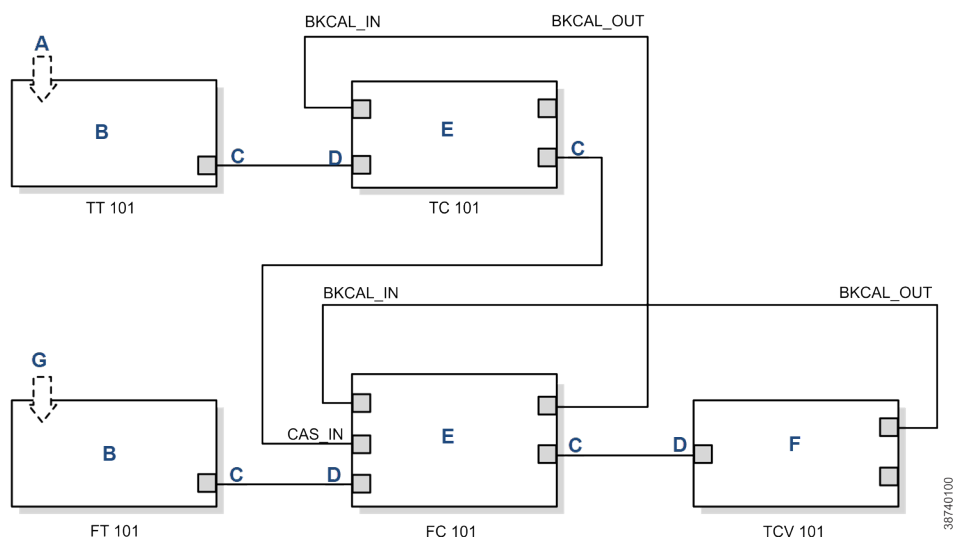 BKCAL_IN
BKCAL_OUT
A
B
C
D
E
C
TT 101
TC 101
BKCAL_IN
BKCAL_OUT
G
B
C
CAS_IN
D
E
C
D
F
FT 101
FC 101
TCV 101
38740100